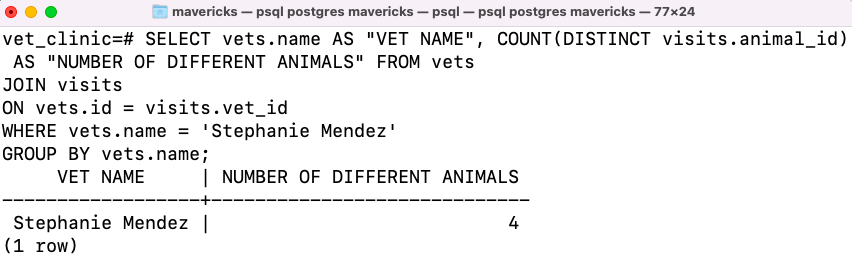 mavericks — psql postgres mavericks — psql — psql postgres mavericks — 77×24
vet_clinic=# SELECT vets.name AS "VET NAME", COUNT(DISTINCT visits.animal_id)
 AS "NUMBER OF DIFFERENT ANIMALS" FROM vets
JOIN visits
ON vets.id = visits.vet_id
WHERE vets.name = 'Stephanie Mendez'
GROUP BY vets.name;
     VET NAME     | NUMBER OF DIFFERENT ANIMALS
------------------+-----------------------------
 Stephanie Mendez |                           4
(1 row)